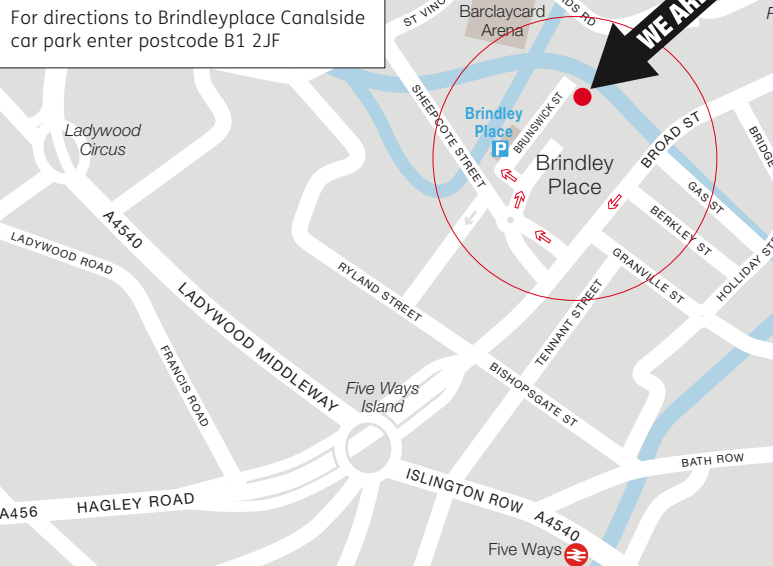 For directions to Brindleyplace Canalside
car park enter postcode B1 2JF
ST VINC
Barclaycard
Arena
DS RD
WE ARE
Ladywood
Circus
SHEEPCOTE STREET
Brindley
Place
P
BRUNSWICK ST
Brindley
Place
BROAD ST
BRIDGE
GAS ST
BERKLEY ST
GRANVILLE ST
HOLLIDAY ST
A4540
LADYWOOD ROAD
RYLAND STREET
TENNANT STREET
LADYWOOD MIDDLEWAY
FRANCIS ROAD
Five Ways
Island
BISHOPSGATE ST
BATH ROW
ISLINGTON ROW
A4540
A456
HAGLEY ROAD
Five Ways